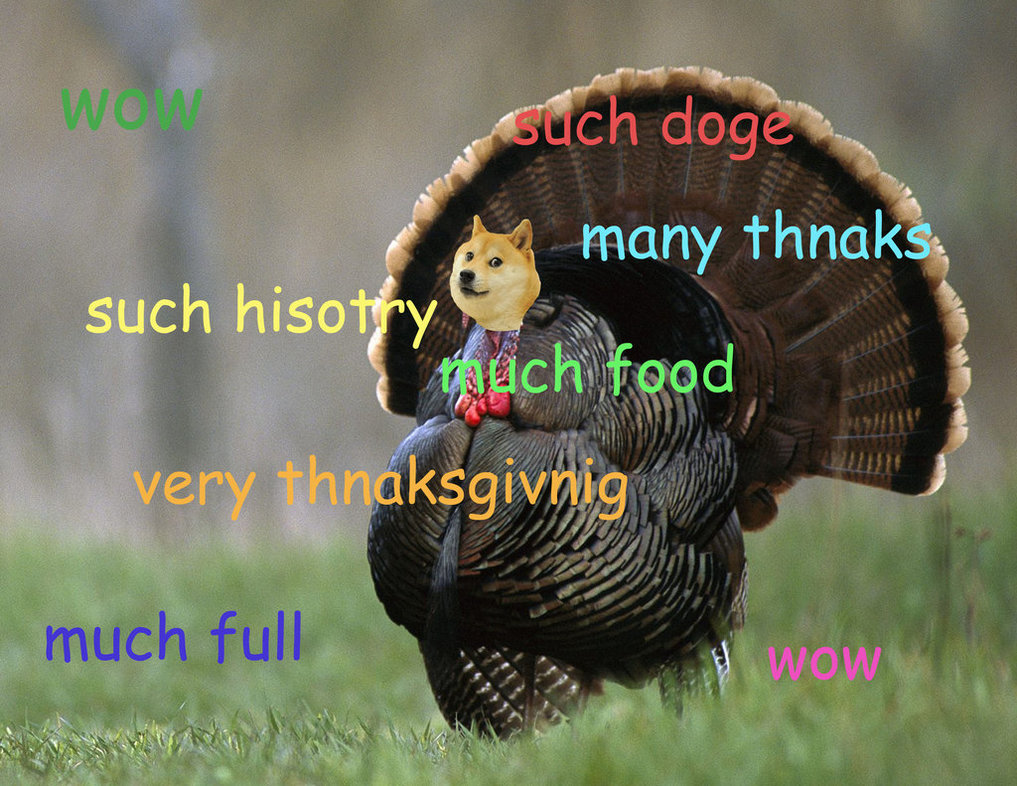 wow
such doge
many thnaks
such hisotry
much food
very thnaksgivnig
much full
wow